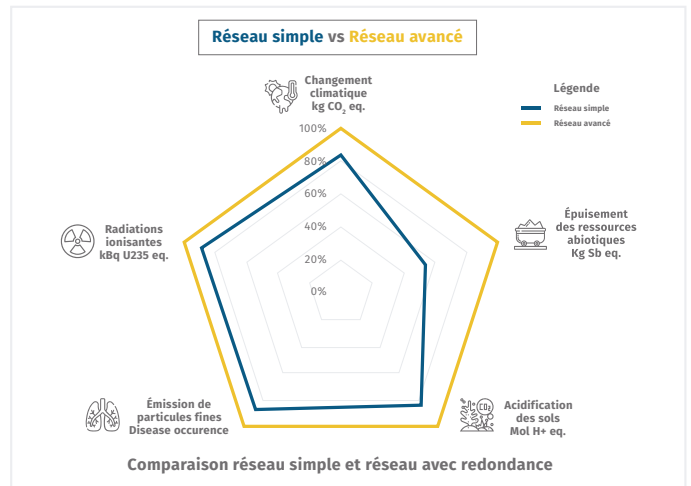 Réseau simple vs Réseau avancé
Changement
climatique
kg CO₂ eq.
Légende
Réseau simple
Réseau avancé
100%
80%
60%
40%
20%
0%
Radiations
ionisantes
kBq U235 eq.
Épuisement
des ressources
abiotiques
Kg Sb eq.
Émission de
particules fines
Disease occurence
CO₂
Acidification
des sols
Mol H+ eq.
Comparaison réseau simple et réseau avec redondance